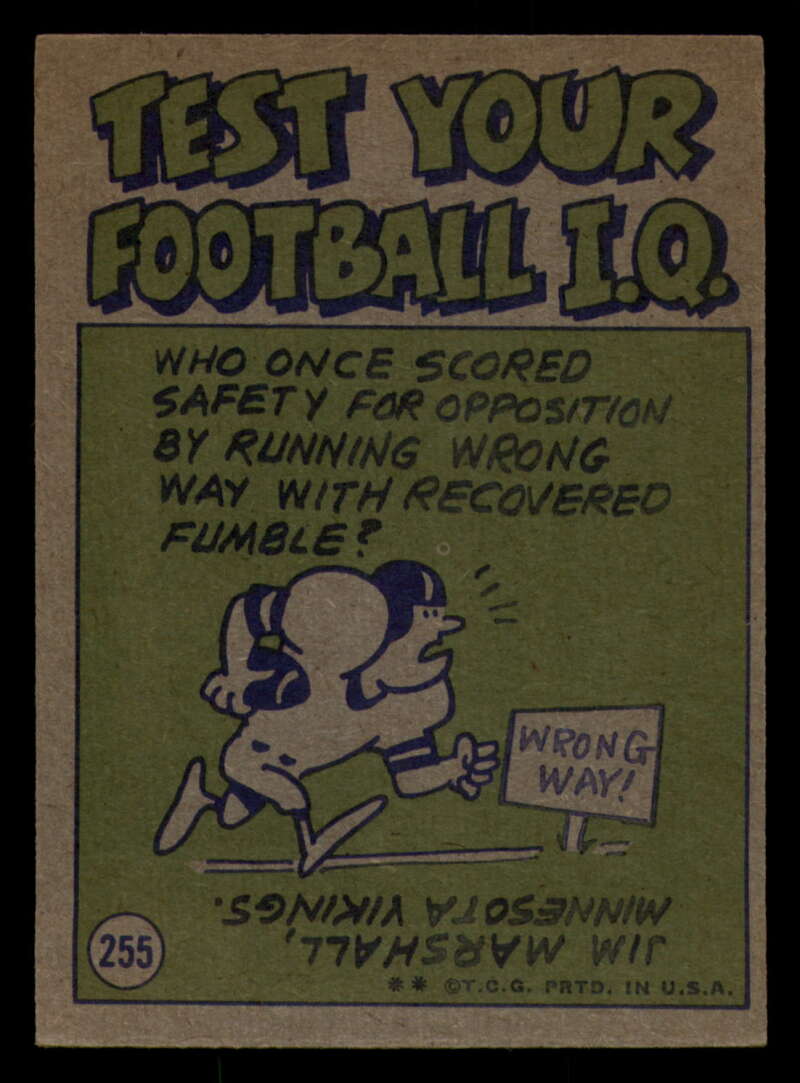 TEST YOUR
FOOTBALL I.Q.
WHO ONCE SCORED
SAFETY FOR OPPOSITION
BY RUNNING WRONG
WAY WITH RECOVERED
FUMBLE?
WRONG
WAY!
JIM MARSHALL,
MINNESOTA VIKINGS.
255
** ©T.C.G. PRTD. IN U.S.A.